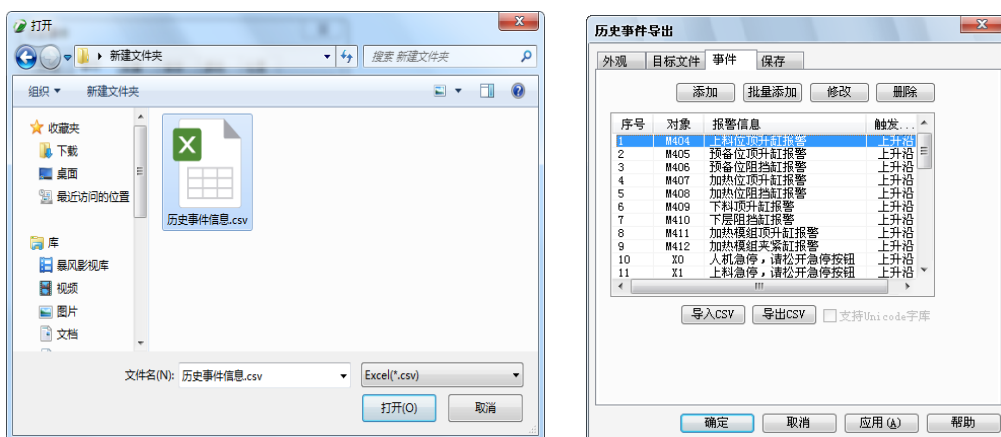 打开
新建文件夹
搜索 新建文件夹
组织
新建文件夹
收藏夹
下载
桌面
最近访问的位置
库
暴风影视库
视频
图片
文档
历史事件信息.csv
文件名(N):
历史事件信息.csv
Excel(*.csv)
打开(O)
取消
历史事件导出
外观 目标文件 事件 保存
添加 批量添加 修改 删除
序号 对象 报警信息 触发...
1 M404 上料位顶升缸报警 上升沿
2 M405 预备位顶升缸报警 上升沿
3 M406 预备位阻挡缸报警 上升沿
4 M407 加热位顶升缸报警 上升沿
5 M408 加热位阻挡缸报警 上升沿
6 M409 下料顶升缸报警 上升沿
7 M410 下层阻挡缸报警 上升沿
8 M411 加热模组顶升缸报警 上升沿
9 M412 加热模组夹紧缸报警 上升沿
10 X0 人机急停，请松开急停按钮 上升沿
11 X1 上料急停，请松开急停按钮 上升沿
导入CSV 导出CSV 支持Unicode字库
确定 取消 应用(A) 帮助